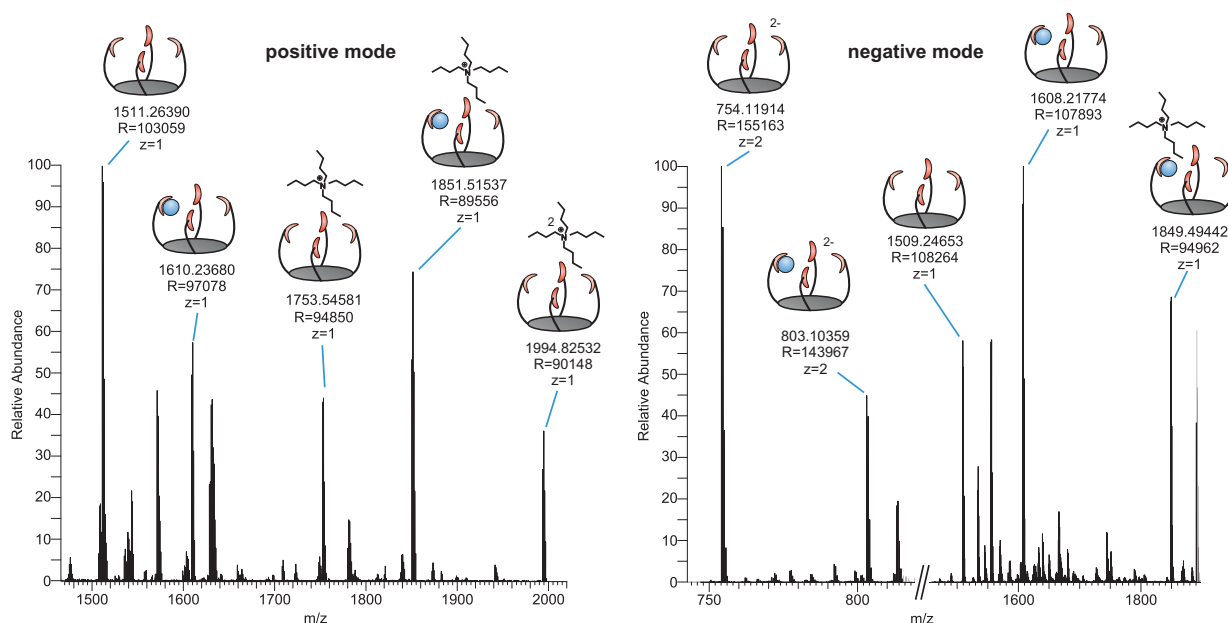 positive mode
1511.26390
R=103059
z=1
1610.23680
R=97078
z=1
N
⊕
1753.54581
R=94850
z=1
N
⊕
1851.51537
R=89556
z=1
2
N
⊕
1994.82532
R=90148
z=1
Relative Abundance
100
90
80
70
60
50
40
30
20
10
0
1500
1600
1700
1800
1900
2000
m/z
negative mode
2-
754.11914
R=155163
z=2
2-
803.10359
R=143967
z=2
1509.24653
R=108264
z=1
1608.21774
R=107893
z=1
N
⊕
1849.49442
R=94962
z=1
Relative Abundance
100
90
80
70
60
50
40
30
20
10
0
750
800
1600
1800
m/z